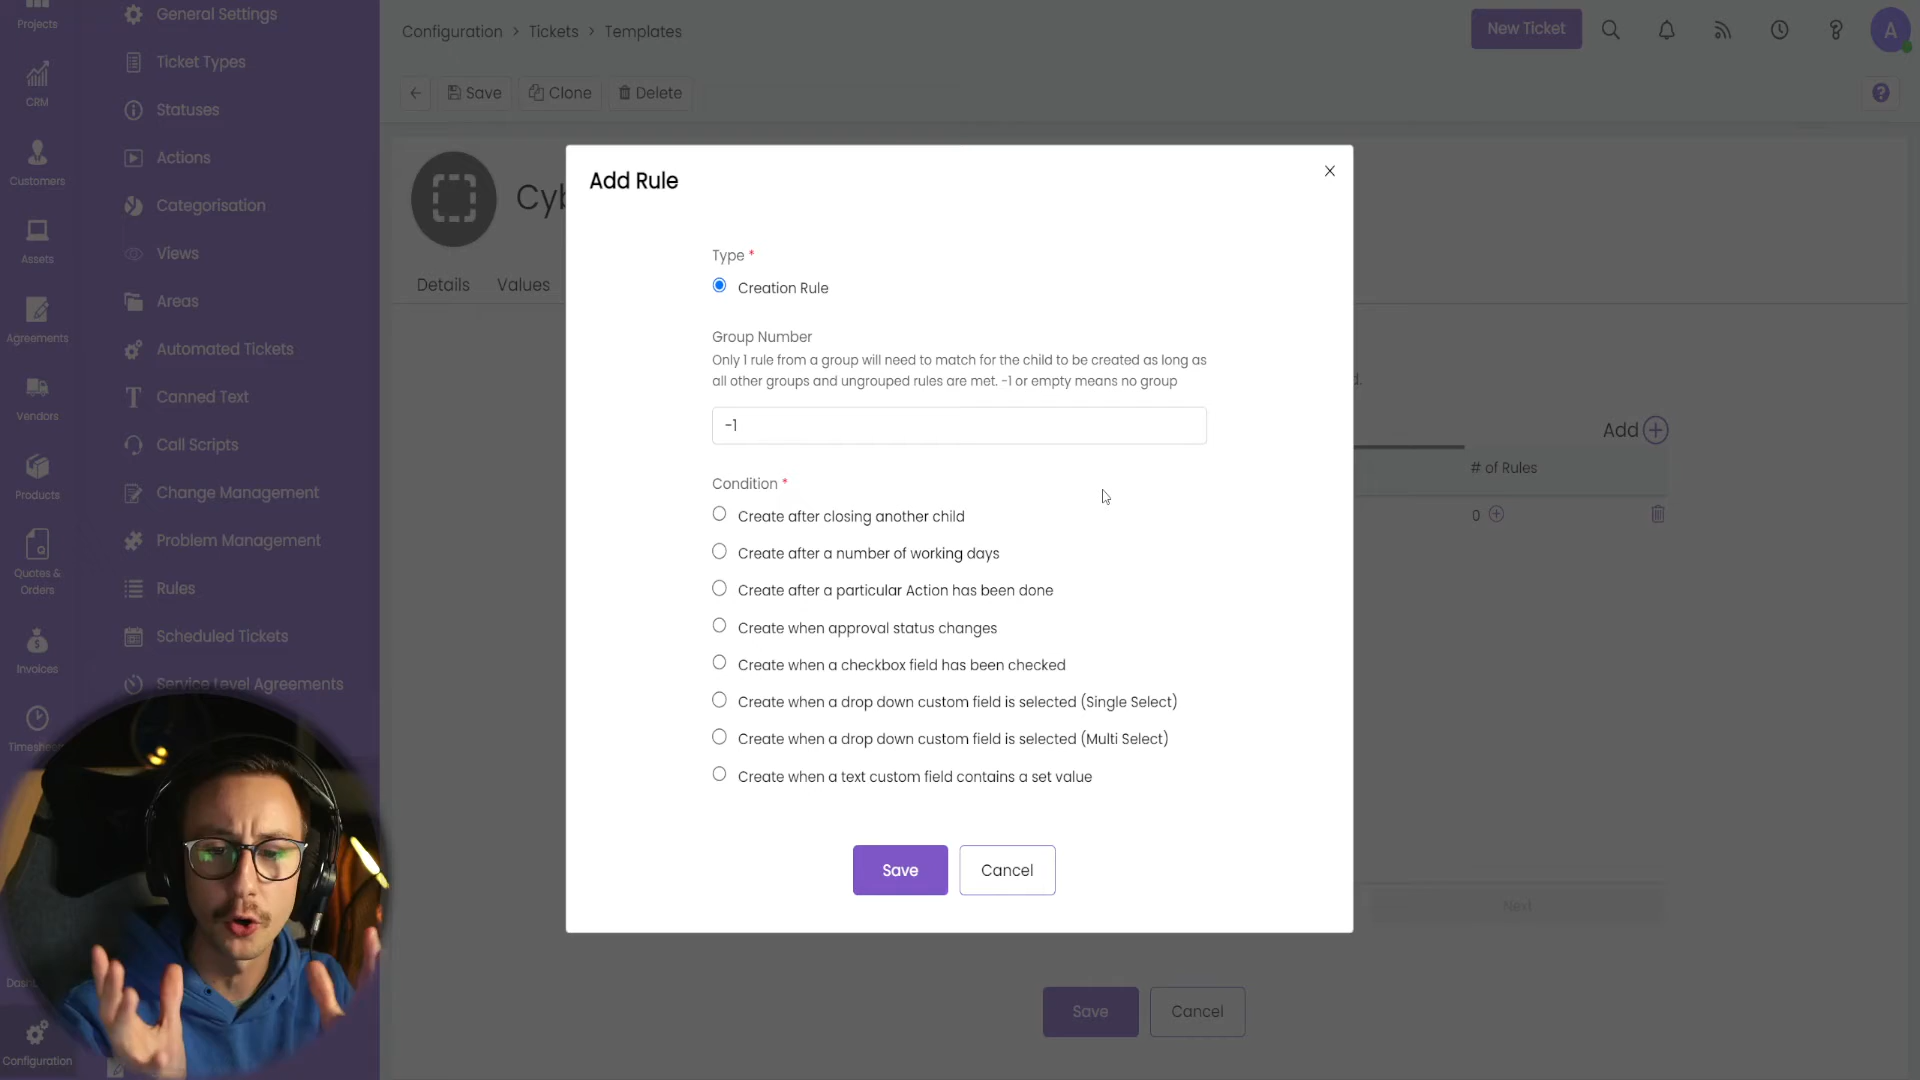 Projects
CRM
Customers
Assets
Agreements
Vendors
Products
Quotes &
Orders
Invoices
Configuration
General Settings
Ticket Types
Statuses
Actions
Categorisation
Views
Areas
Automated Tickets
Canned Text
Call Scripts
Change Management
Problem Management
Rules
Scheduled Tickets
Service Level Agreements
Configuration > Tickets > Templates
New Ticket
A
Save
Clone
Delete
Details
Values
Add
# of Rules
0
Next
Save
Cancel
Add Rule
Type *
Creation Rule
Group Number
Only 1 rule from a group will need to match for the child to be created as long as
all other groups and ungrouped rules are met. -1 or empty means no group
-1
Condition *
Create after closing another child
Create after a number of working days
Create after a particular Action has been done
Create when approval status changes
Create when a checkbox field has been checked
Create when a drop down custom field is selected (Single Select)
Create when a drop down custom field is selected (Multi Select)
Create when a text custom field contains a set value
Save
Cancel